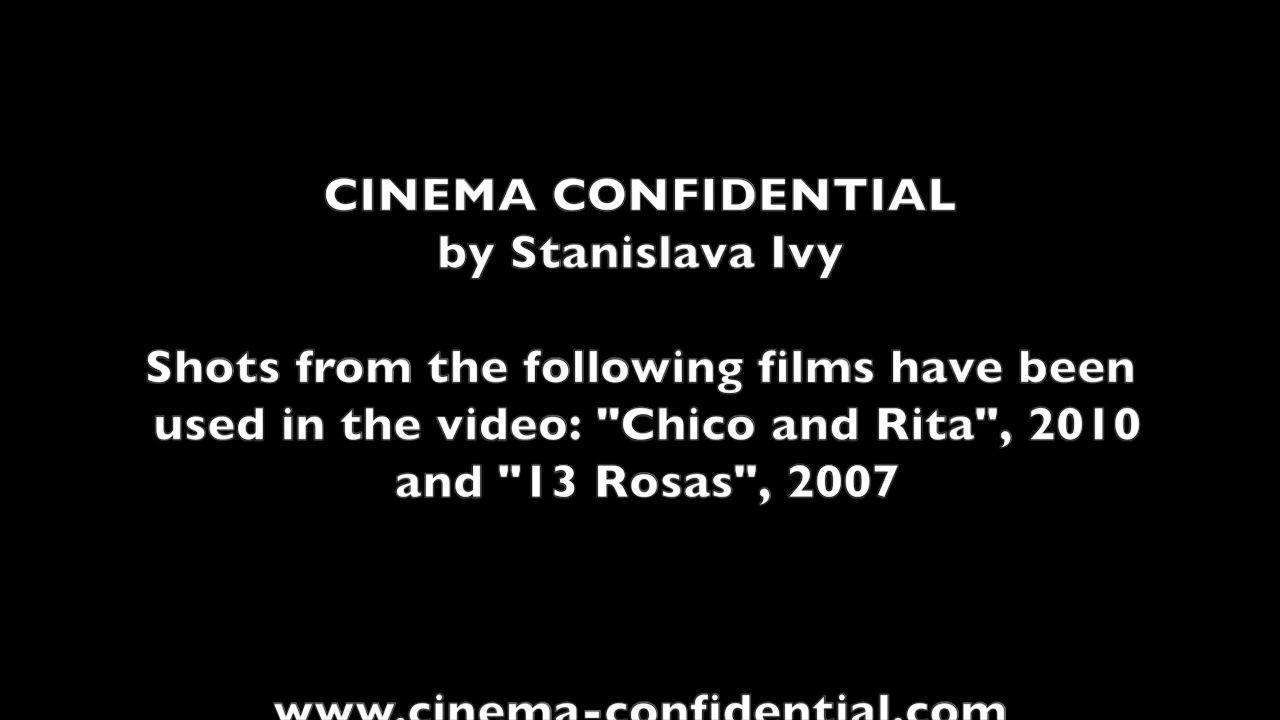 CINEMA CONFIDENTIAL
by Stanislava Ivy
Shots from the following films have been
used in the video: "Chico and Rita", 2010
and "13 Rosas", 2007
www.cinema-confidential.com